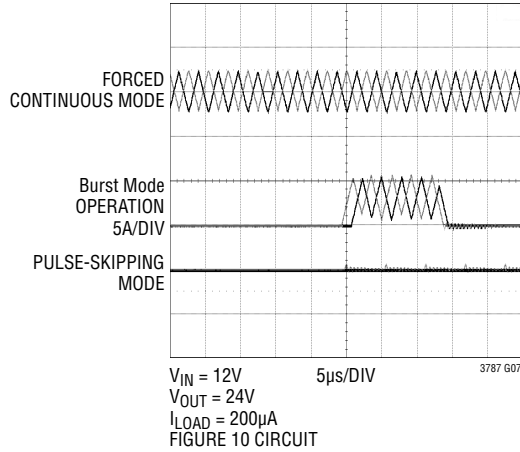 FORCED
CONTINUOUS MODE
Burst Mode
OPERATION
5A/DIV
PULSE-SKIPPING
MODE
VIN = 12V
VOUT = 24V
ILOAD = 200µA
FIGURE 10 CIRCUIT
5µs/DIV
3787 G07